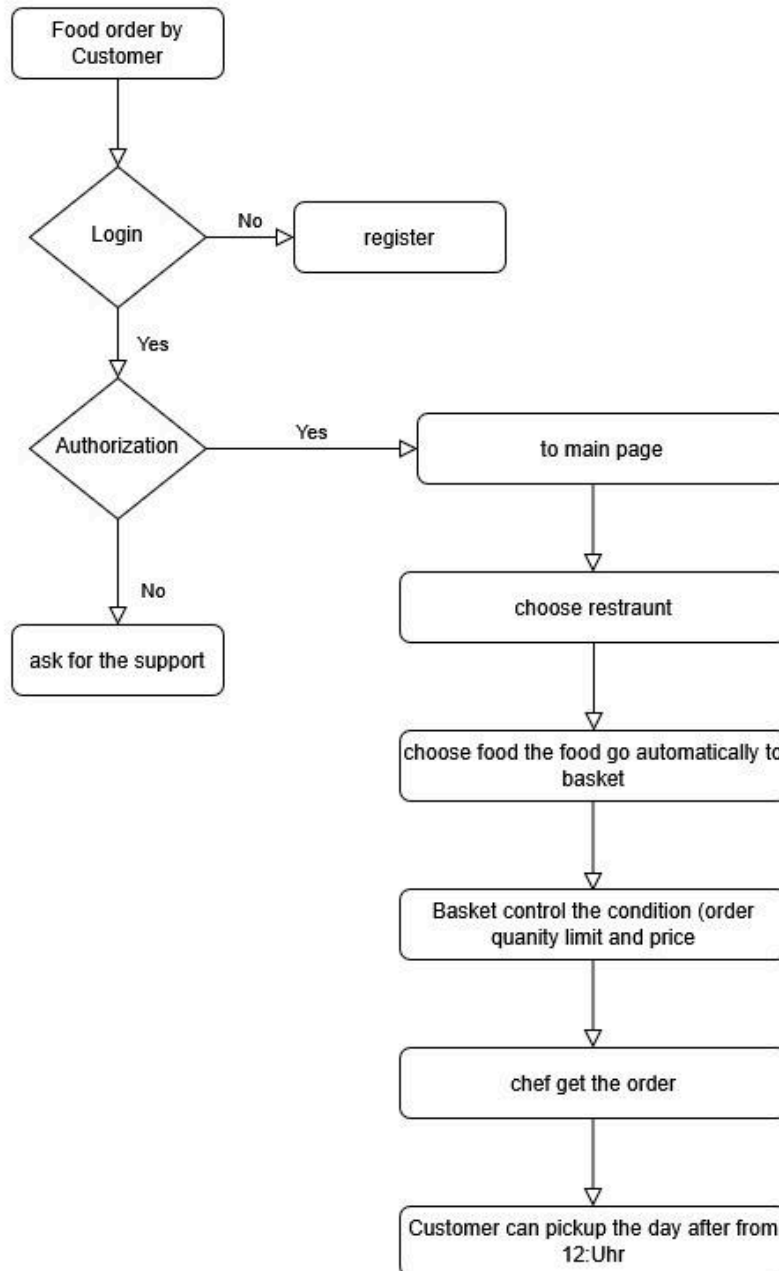 Food order by
Customer
Login
No
register
Yes
Authorization
Yes
to main page
No
ask for the support
choose restraunt
choose food the food go automatically to
basket
Basket control the condition (order
quanity limit and price
chef get the order
Customer can pickup the day after from
12:Uhr